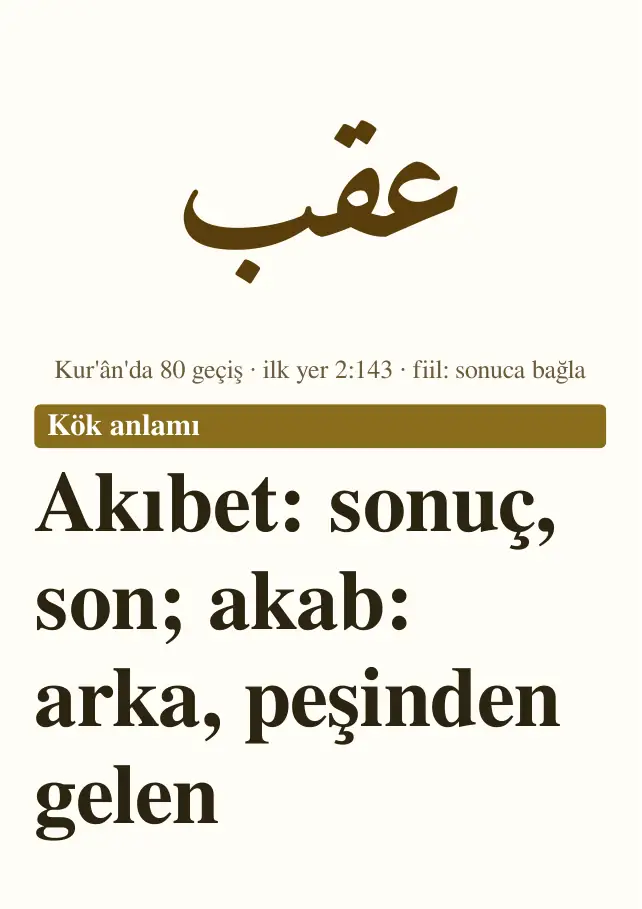 عقب
Kur'ân'da 80 geçiş · ilk yer 2:143 · fiil: sonuca bağla
Kök anlamı
Akıbet: sonuç,
son; akab:
arka, peşinden
gelen